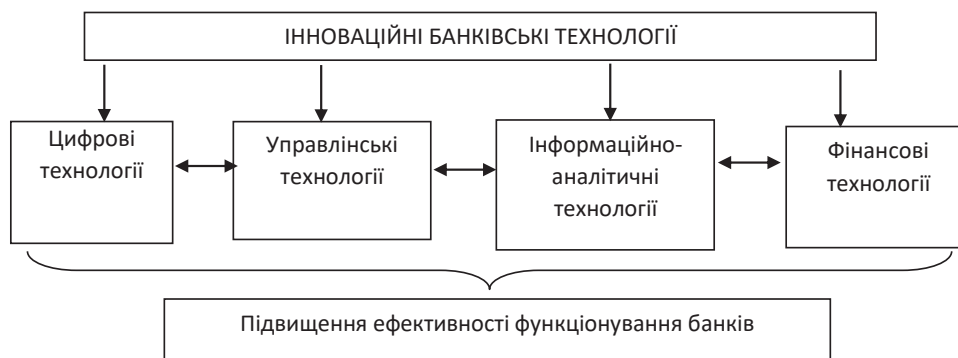 ІННОВАЦІЙНІ БАНКІВСЬКІ ТЕХНОЛОГІЇ
Цифрові
технології
Управлінські
технології
Інформаційно-
аналітичні
технології
Фінансові
технології
Підвищення ефективності функціонування банків